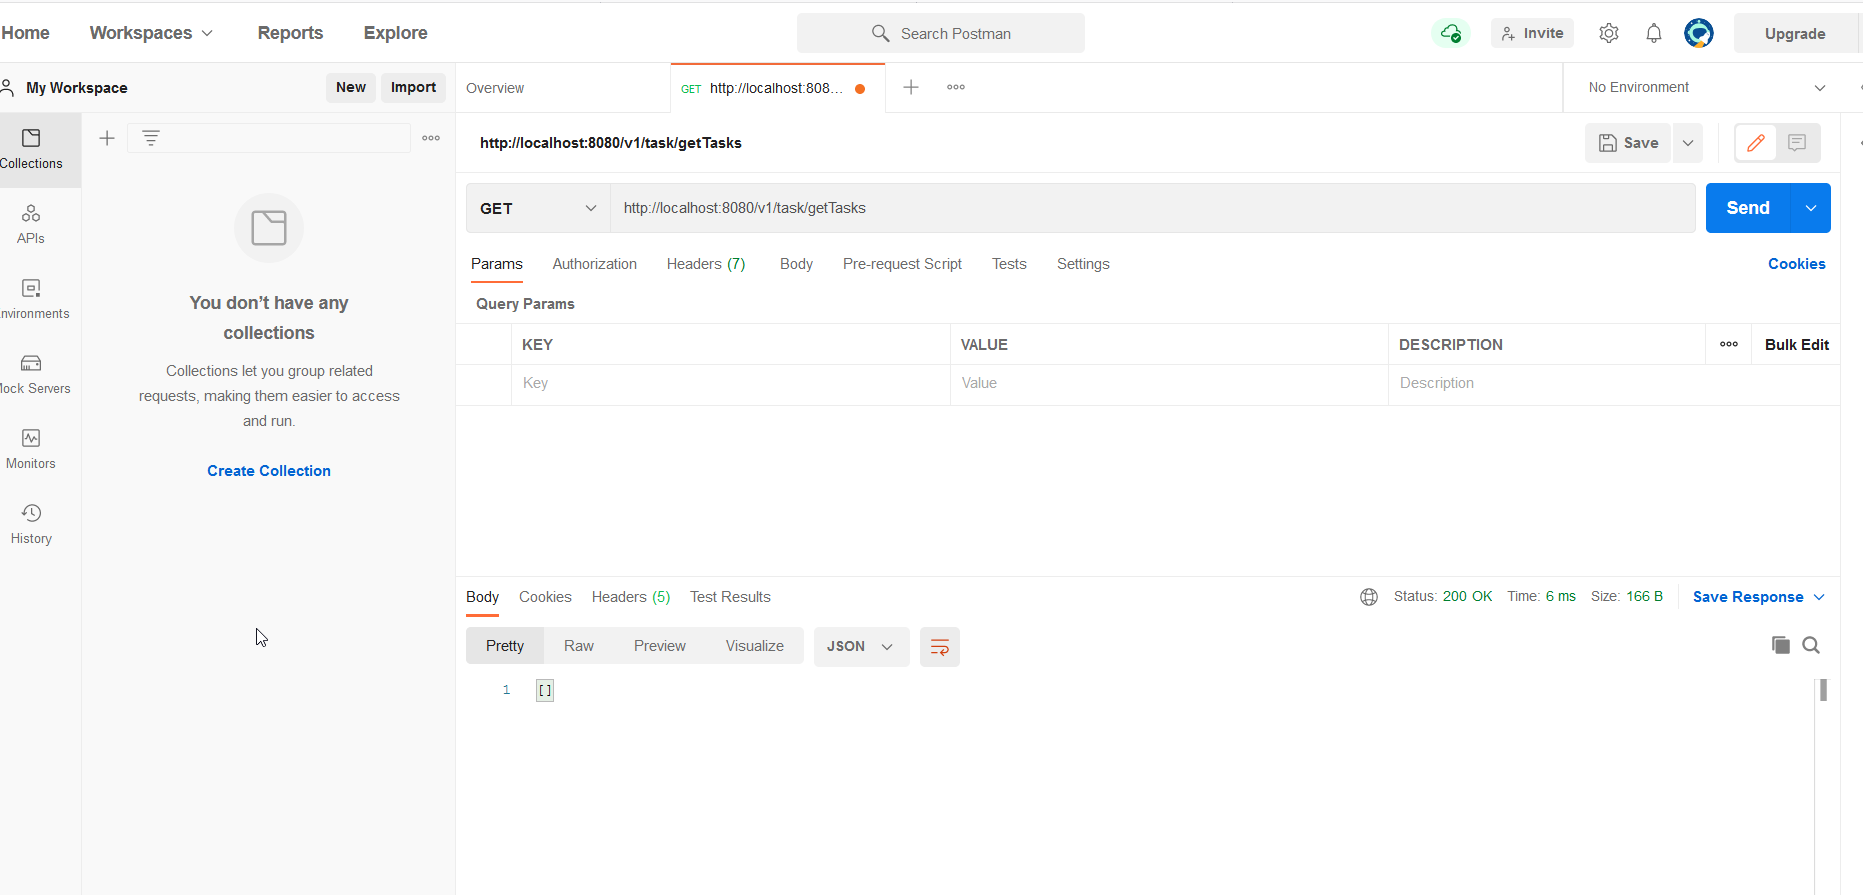 Home Workspaces Reports Explore Search Postman Invite Upgrade
My Workspace New Import Overview GET http://localhost:808... No Environment
http://localhost:8080/v1/task/getTasks Save
Collections
GET http://localhost:8080/v1/task/getTasks Send
APIs
Params Authorization Headers (7) Body Pre-request Script Tests Settings Cookies
You don’t have any
collections
Query Params
nvironments
KEY VALUE DESCRIPTION Bulk Edit
Key Value Description
Collections let you group related
requests, making them easier to access
and run.
lock Servers
Monitors
Create Collection
History
Body Cookies Headers (5) Test Results Status: 200 OK Time: 6 ms Size: 166 B Save Response
Pretty Raw Preview Visualize JSON
1 []